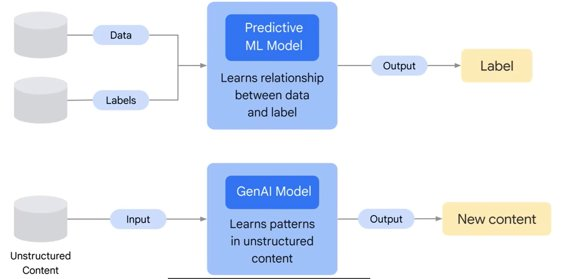 Data
Labels
Predictive
ML Model
Learns relationship
between data
and label
Output
Label
Unstructured
Content
Input
GenAI Model
Learns patterns
in unstructured
content
Output
New content